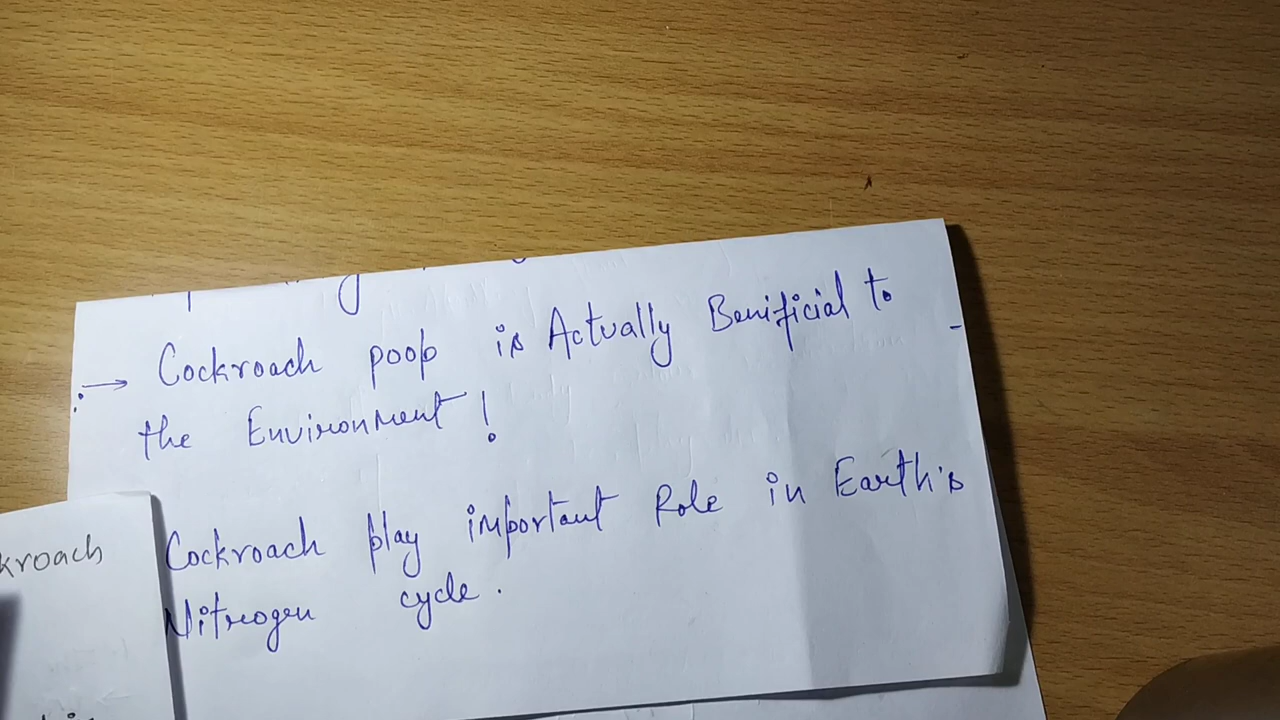 → Cockroach poop is Actually Benificial to
the Environment!
Cockroach play important Role in Earth's
Nitrogen cycle.
kroach